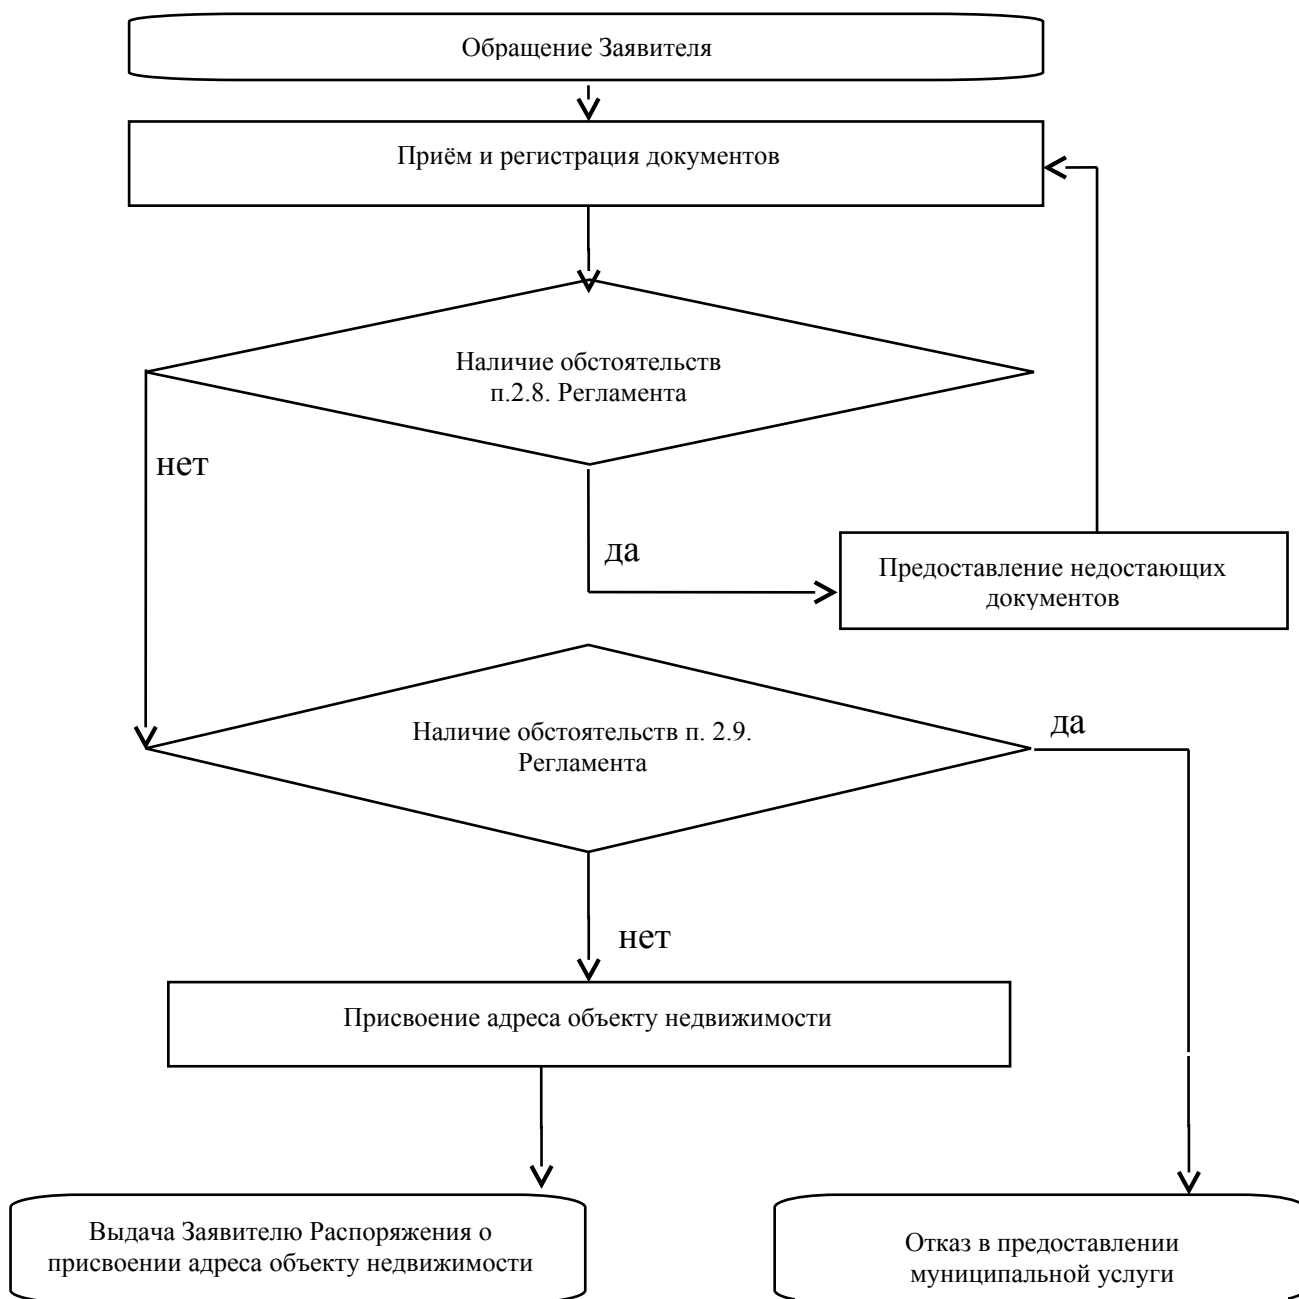 Обращение Заявителя
Приём и регистрация документов
Наличие обстоятельств
п.2.8. Регламента
нет
да
Предоставление недостающих
документов
Наличие обстоятельств п. 2.9.
Регламента
да
нет
Присвоение адреса объекту недвижимости
Выдача Заявителю Распоряжения о
присвоении адреса объекту недвижимости
Отказ в предоставлении
муниципальной услуги